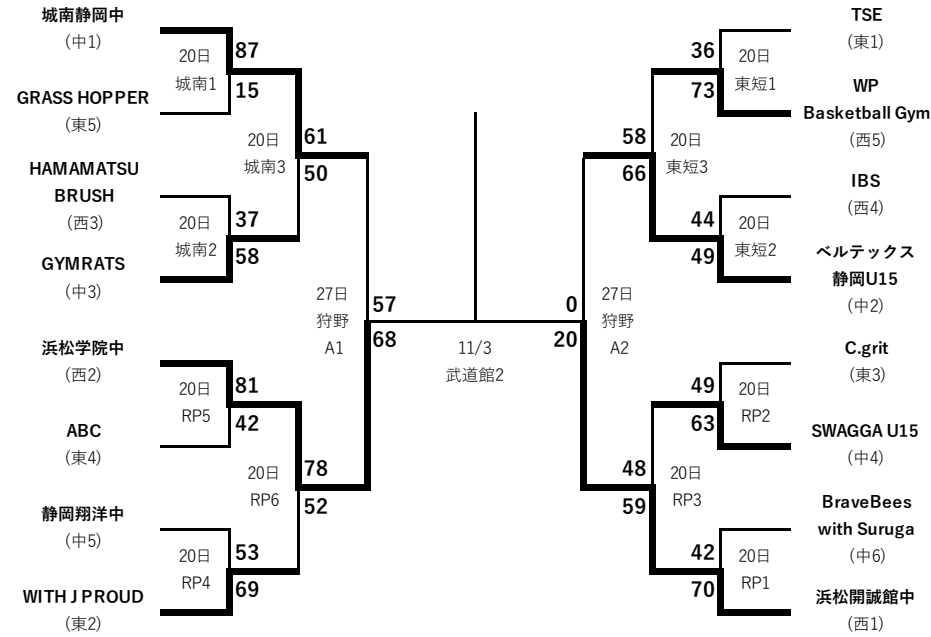 城南静岡中
(中1)
20日
城南1
87
15
GRASS HOPPER
(東5)
20日
城南3
61
50
HAMAMATSU
BRUSH
(西3)
20日
城南2
37
58
GYMRATS
(中3)
27日
狩野
A1
57
68
浜松学院中
(西2)
20日
RP5
81
42
ABC
(東4)
20日
RP6
78
52
静岡翔洋中
(中5)
20日
RP4
53
69
WITH J PROUD
(東2)
11/3
武道館2
TSE
(東1)
36
73
20日
東短1
WP
Basketball Gym
(西5)
58
66
20日
東短3
IBS
(西4)
44
49
20日
東短2
ベルテックス
静岡U15
(中2)
0
20
27日
狩野
A2
C.grit
(東3)
49
63
20日
RP2
SWAGGA U15
(中4)
48
59
20日
RP3
BraveBees
with Suruga
(中6)
42
70
20日
RP1
浜松開誠館中
(西1)